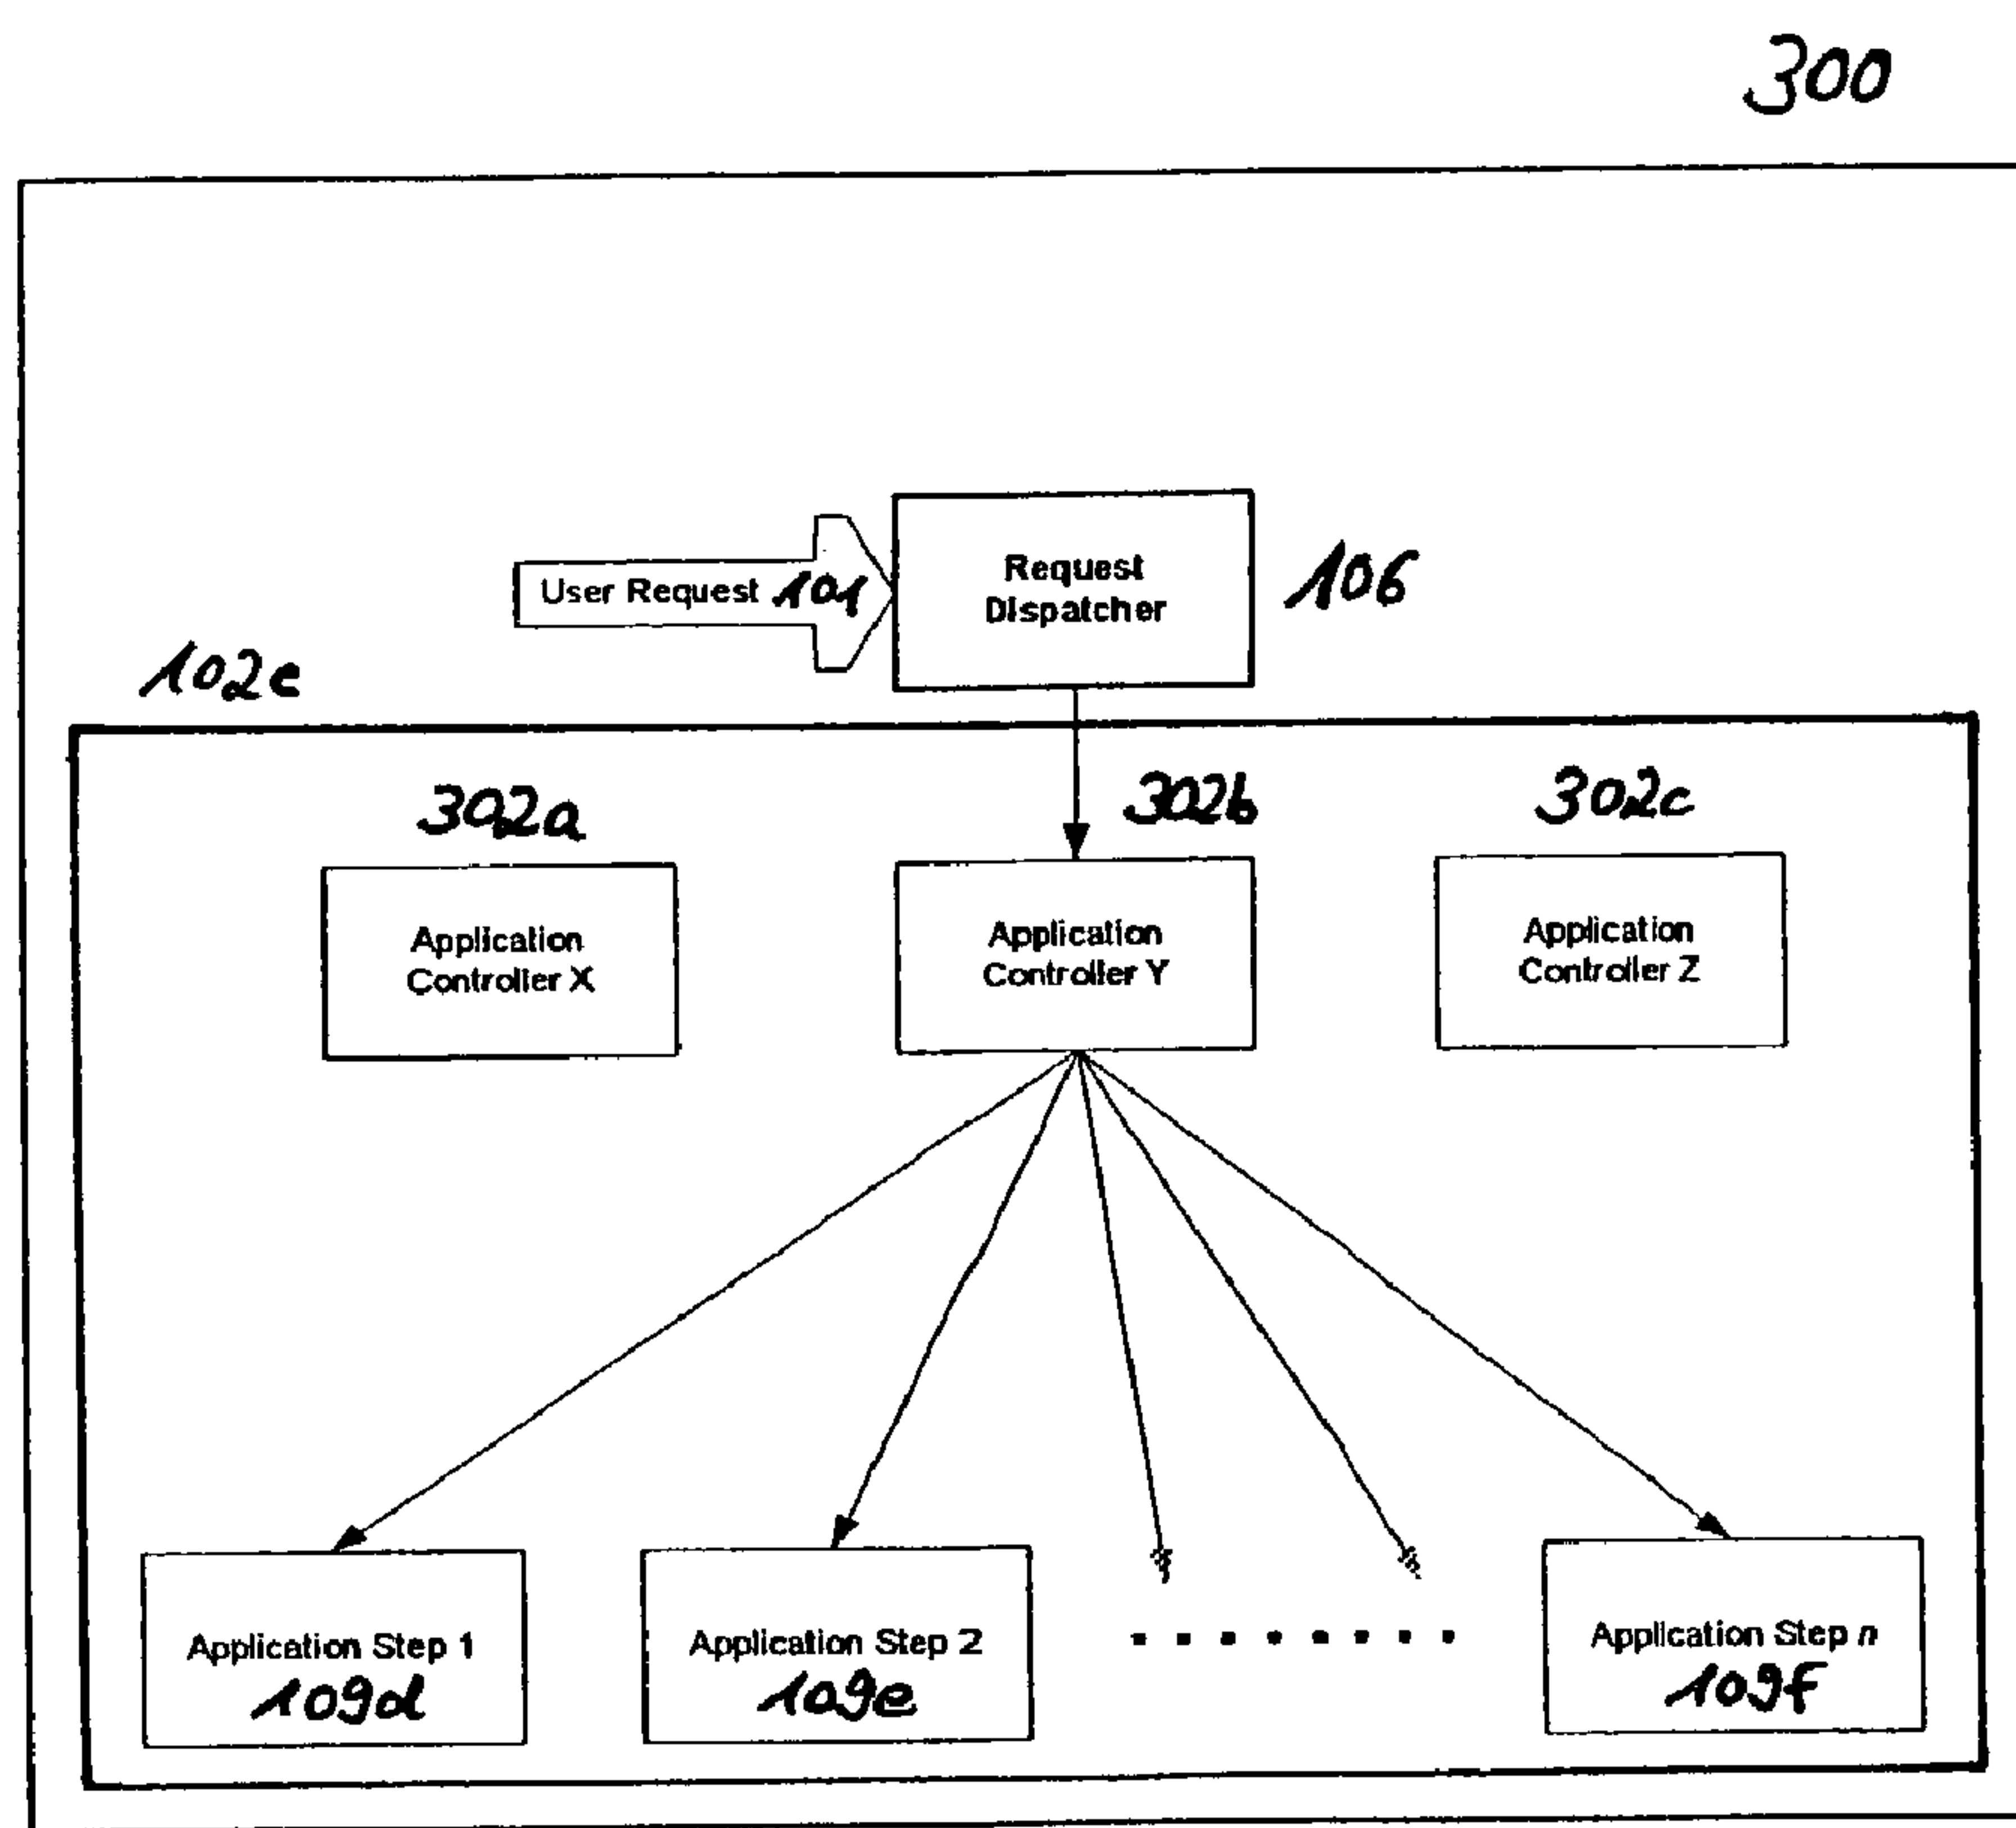 300
Request
Dispatcher
User Request 101
106
102e
302a
302b
302c
Application
Controller X
Application
Controller Y
Application
Controller Z
Application Step 1
109d
Application Step 2
109e
Application Step n
109f